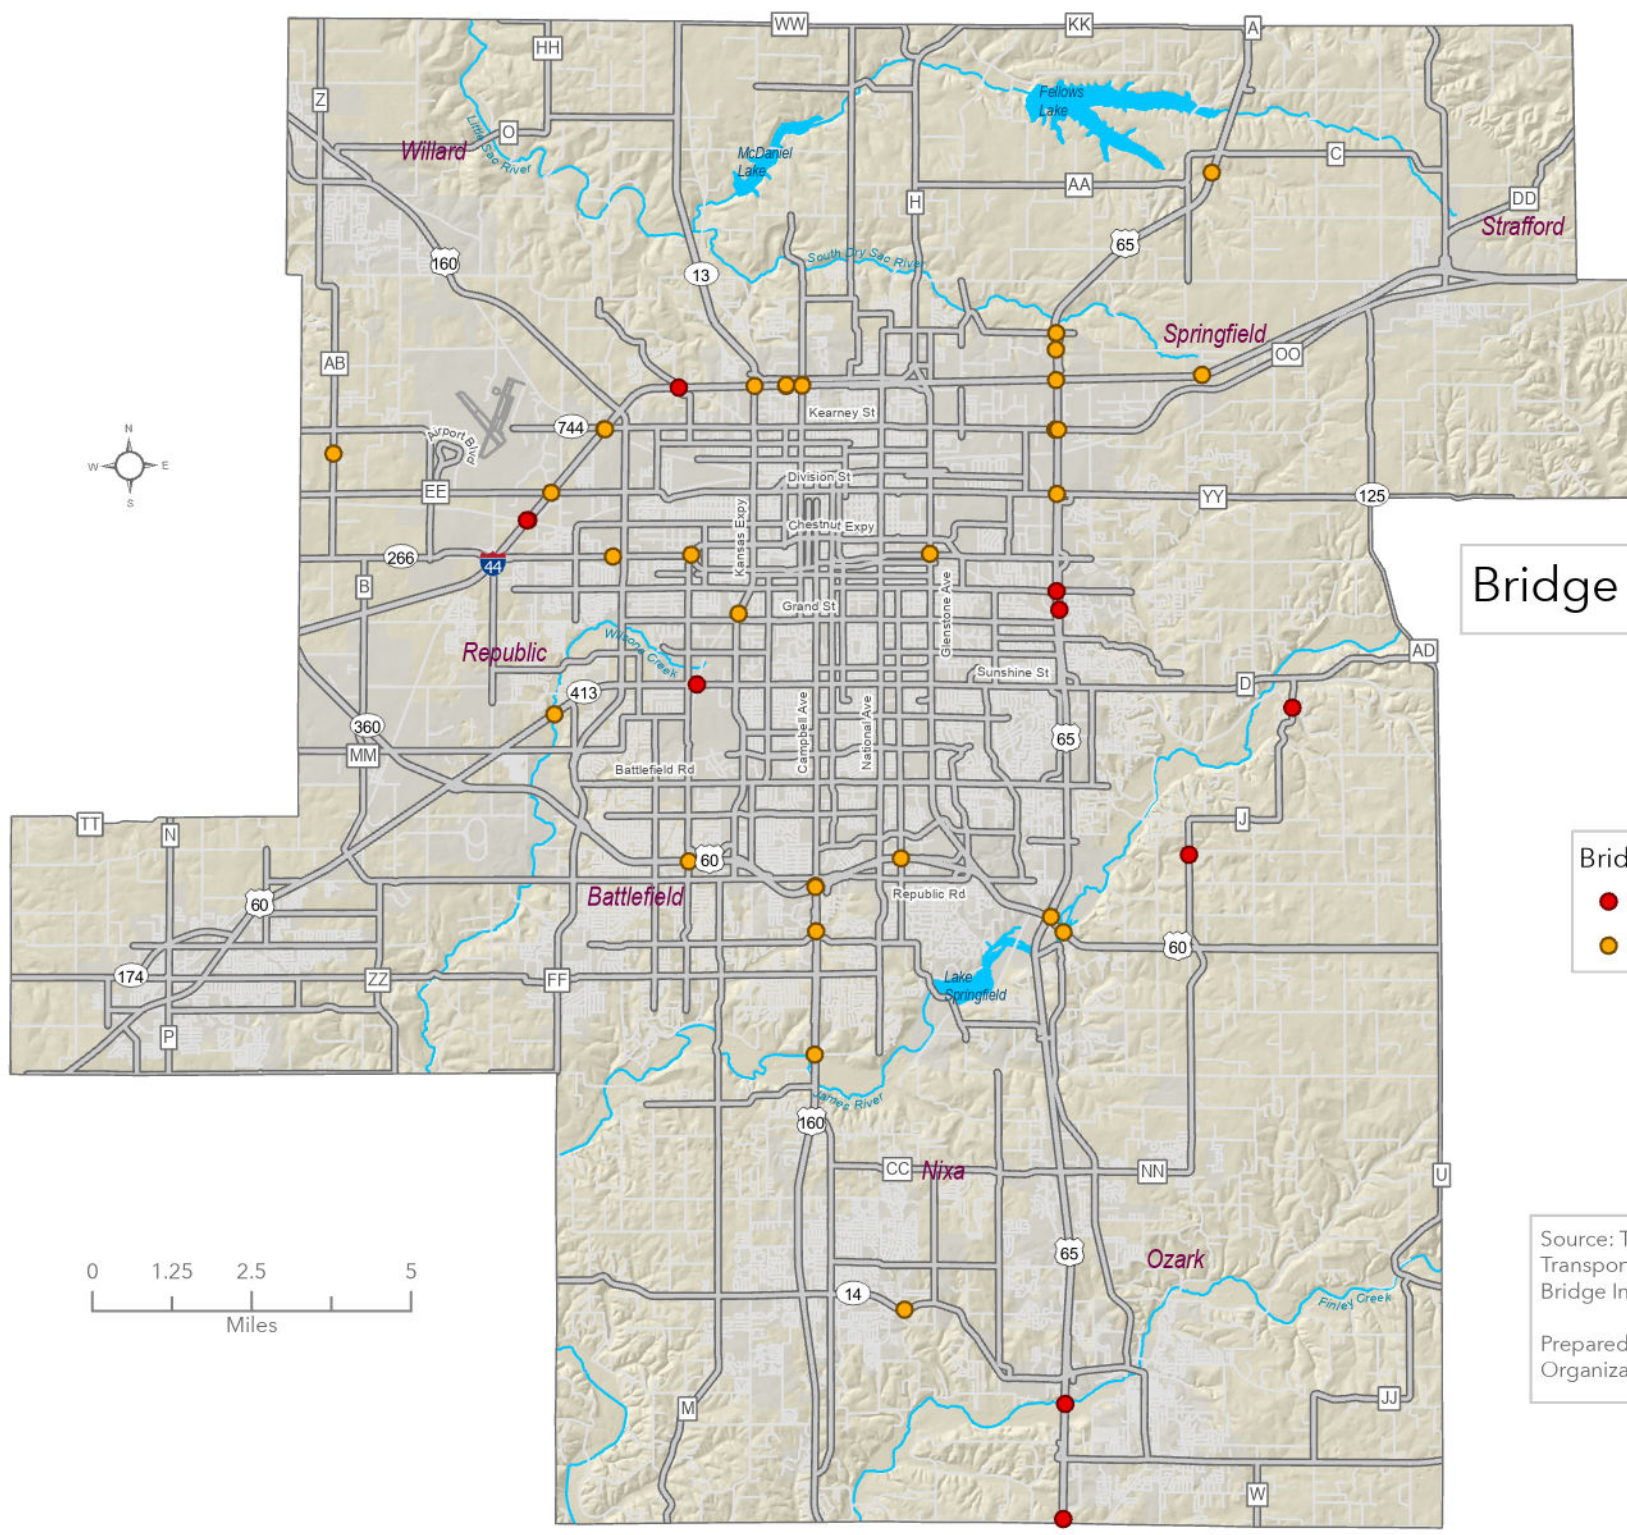 WW
KK
A
HH
Z
Fellows
Lake
O
Little Sac River
Willard
McDaniel
Lake
C
AA
DD
H
Strafford
65
160
13
South Dry Sac River
Springfield
OO
AB
Kearney St
744
Airport Blvd
N
W
E
S
Division St
EE
YY
125
Kansas Expy
Chestnut Expy
266
44
B
Bridge
Grand St
Glenstone Ave
Wilsons Creek
Republic
AD
Sunshine St
D
413
Campbell Ave
National Ave
360
65
MM
Battlefield Rd
TT
N
J
60
Brid
Battlefield
Republic Rd
60
60
174
ZZ
FF
Lake
Springfield
P
James River
160
CC
Nixa
NN
U
65
Ozark
Source: T
Transpor
Bridge In
0
1.25
2.5
5
Miles
14
Finley Creek
Prepared
Organiza
JJ
M
W